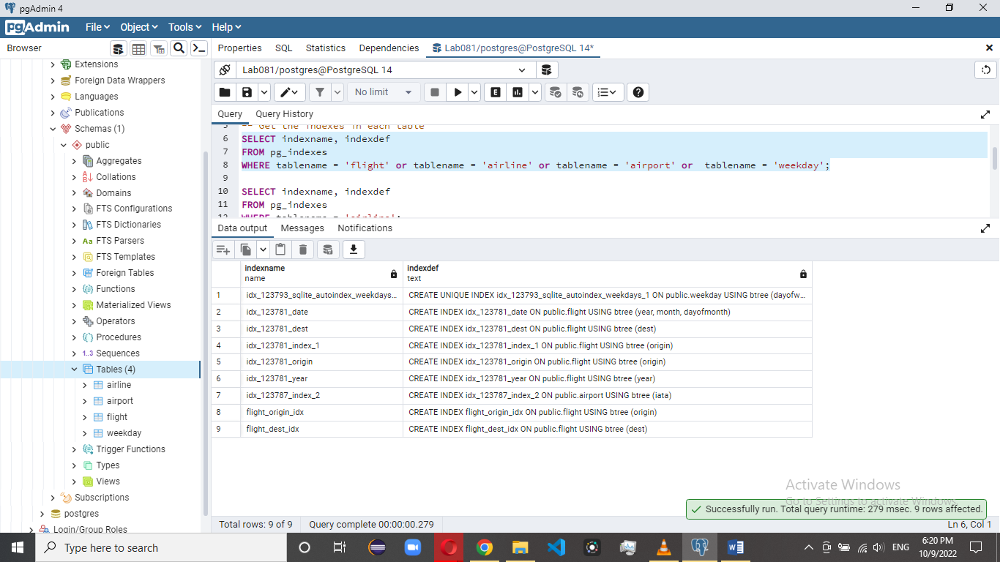 pgAdmin 4
pgAdmin File Object Tools Help
Browser
Properties SQL Statistics Dependencies Lab081/postgres@PostgreSQL 14*
Extensions
Foreign Data Wrappers
Languages
Publications
Schemas (1)
public
Aggregates
Collations
Domains
FTS Configurations
FTS Dictionaries
Aa FTS Parsers
FTS Templates
Foreign Tables
Functions
Materialized Views
Operators
Procedures
1..3 Sequences
Tables (4)
airline
airport
flight
weekday
Trigger Functions
Types
Views
Subscriptions
postgres
Login/Group Roles
Lab081/postgres@PostgreSQL 14
No limit
E
Query Query History
5 -- Get the indexes in each table
6 SELECT indexname, indexdef
7 FROM pg_indexes
8 WHERE tablename = 'flight' or tablename = 'airline' or tablename = 'airport' or  tablename = 'weekday';
9
10 SELECT indexname, indexdef
11 FROM pg_indexes
12 WHERE tablename = 'airline';
Data output Messages Notifications
indexname indexdef
name text
1 idx_123793_sqlite_autoindex_weekdays... CREATE UNIQUE INDEX idx_123793_sqlite_autoindex_weekdays_1 ON public.weekday USING btree (dayofw...
2 idx_123781_date CREATE INDEX idx_123781_date ON public.flight USING btree (year, month, dayofmonth)
3 idx_123781_dest CREATE INDEX idx_123781_dest ON public.flight USING btree (dest)
4 idx_123781_index_1 CREATE INDEX idx_123781_index_1 ON public.flight USING btree (origin)
5 idx_123781_origin CREATE INDEX idx_123781_origin ON public.flight USING btree (origin)
6 idx_123781_year CREATE INDEX idx_123781_year ON public.flight USING btree (year)
7 idx_123787_index_2 CREATE INDEX idx_123787_index_2 ON public.airport USING btree (iata)
8 flight_origin_idx CREATE INDEX flight_origin_idx ON public.flight USING btree (origin)
9 flight_dest_idx CREATE INDEX flight_dest_idx ON public.flight USING btree (dest)
Activate Windows
Go to Settings to activate Windows.
Successfully run. Total query runtime: 279 msec. 9 rows affected.
Total rows: 9 of 9 Query complete 00:00:00.279 Ln 6, Col 1
Type here to search
ENG
6:20 PM
10/9/2022